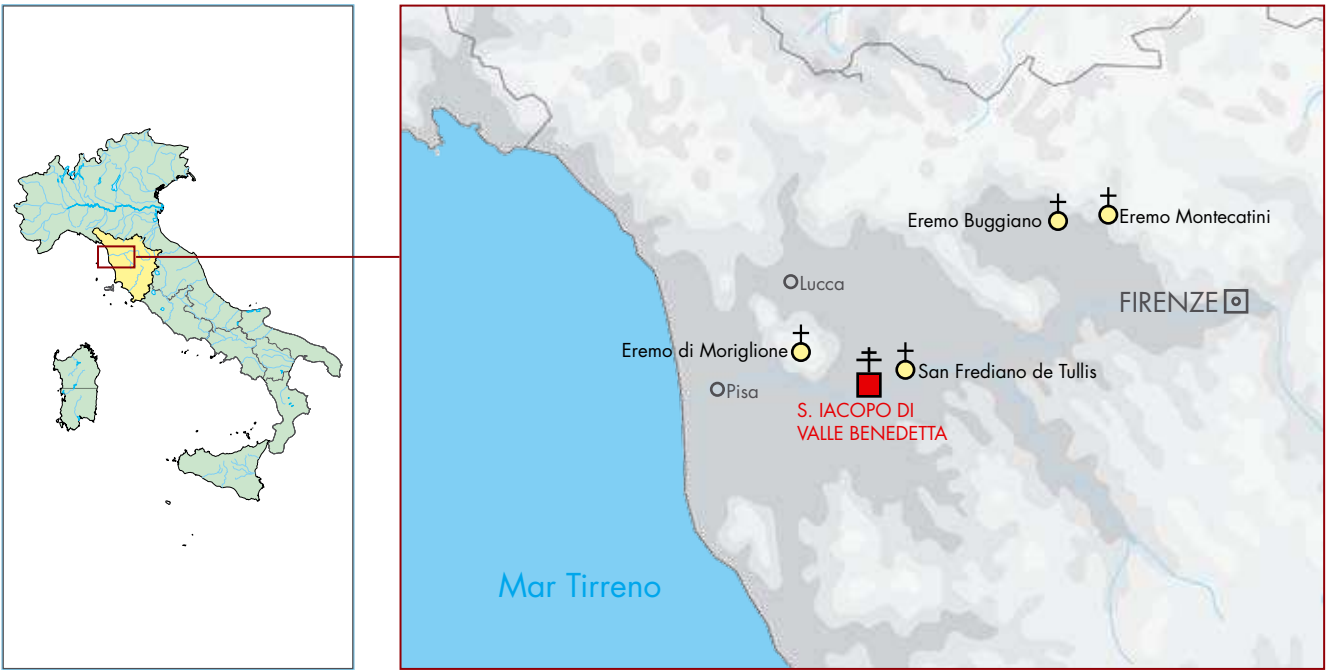 Eremo Buggiano
Eremo Montecatini
Lucca
FIRENZE
Eremo di Moriglione
San Frediano de Tullis
Pisa
S. IACOPO DI
VALLE BENEDETTA
Mar Tirreno